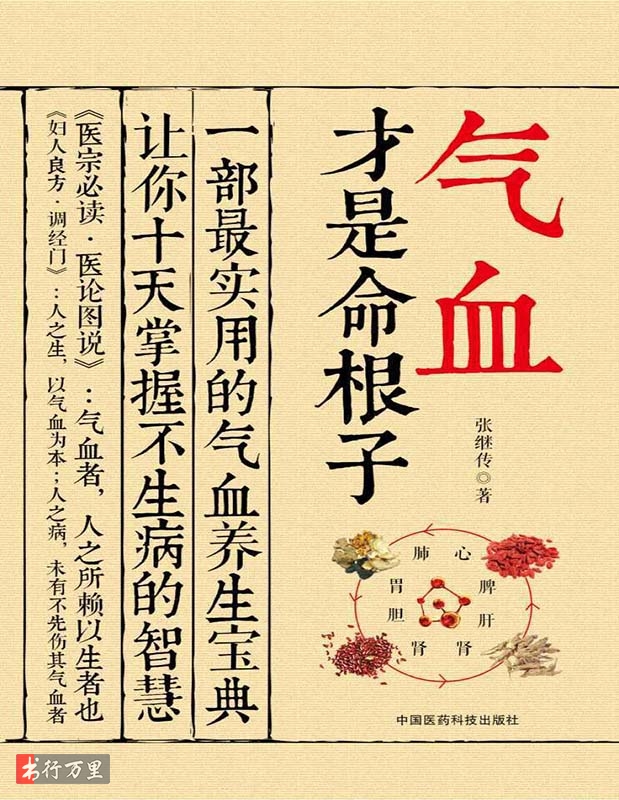 气血
才是命根子
张继传◎著
一部最实用的气血养生宝典
让你十天掌握不生病的智慧
《医宗必读·医论图说》：气血者，人之所赖以生者也
《妇人良方·调经门》：人之生，以气血为本；人之病，未有不先伤其气血者
肺 心
胃 脾
胆 肝
肾 肾
中国医药科技出版社
书行万里